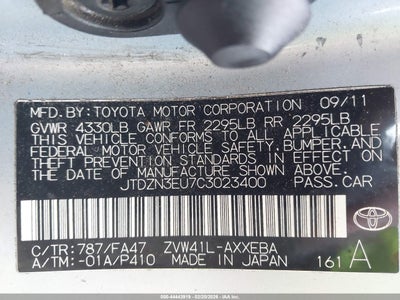 MFD.BY:TOYOTA MOTOR CORPORATION 09/11
GVWR 4330LB GAWR FR 2295LB RR 2295LB
THIS VEHICLE CONFORMS TO ALL APPLICABLE
FEDERAL MOTOR VEHICLE SAFETY,BUMPER,AND
THEFT PREVENTION STANDARDS IN EFFECT ON
THE DATE OF MANUFACTURE SHOWN ABOVE.
JTDZN3EU7C3023400 PASS.CAR
C/TR:787/FA47 ZVW41L-AXXEBA
A/TM:-01A/P410 MADE IN JAPAN 161 A
TOYOTA